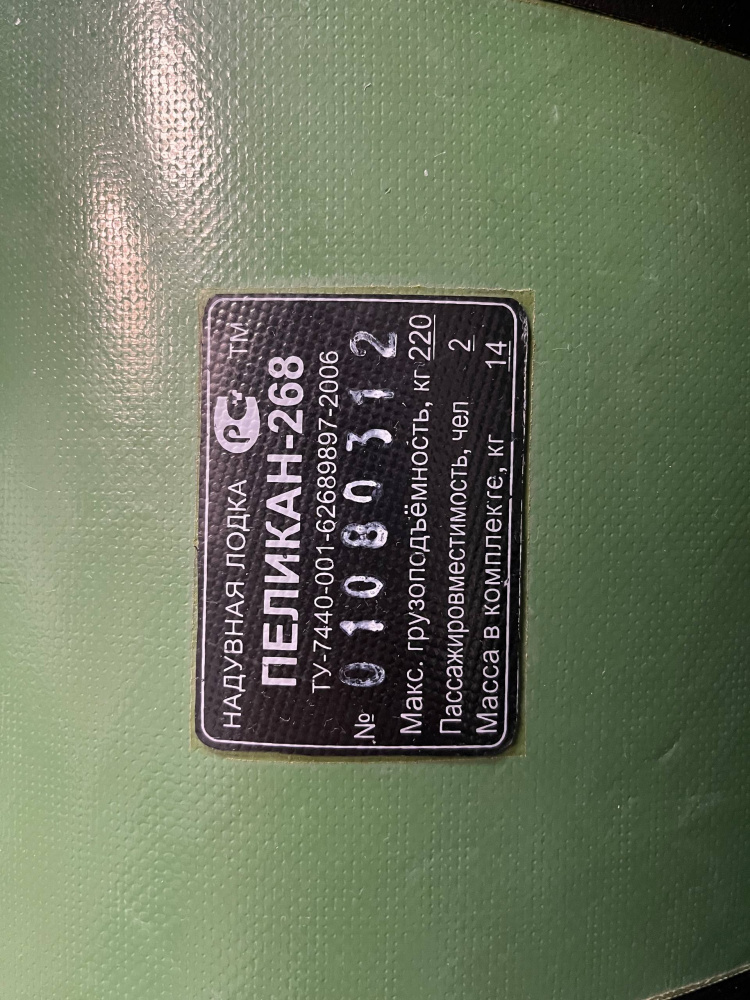 НАДУВНАЯ ЛОДКА РС ТМ
ПЕЛИКАН-268
ТУ-7440-001-62689897-2006
№ 01080312
Макс. грузоподъёмность, кг 220
Пассажировместимость, чел 2
Масса в комплекте, кг 14